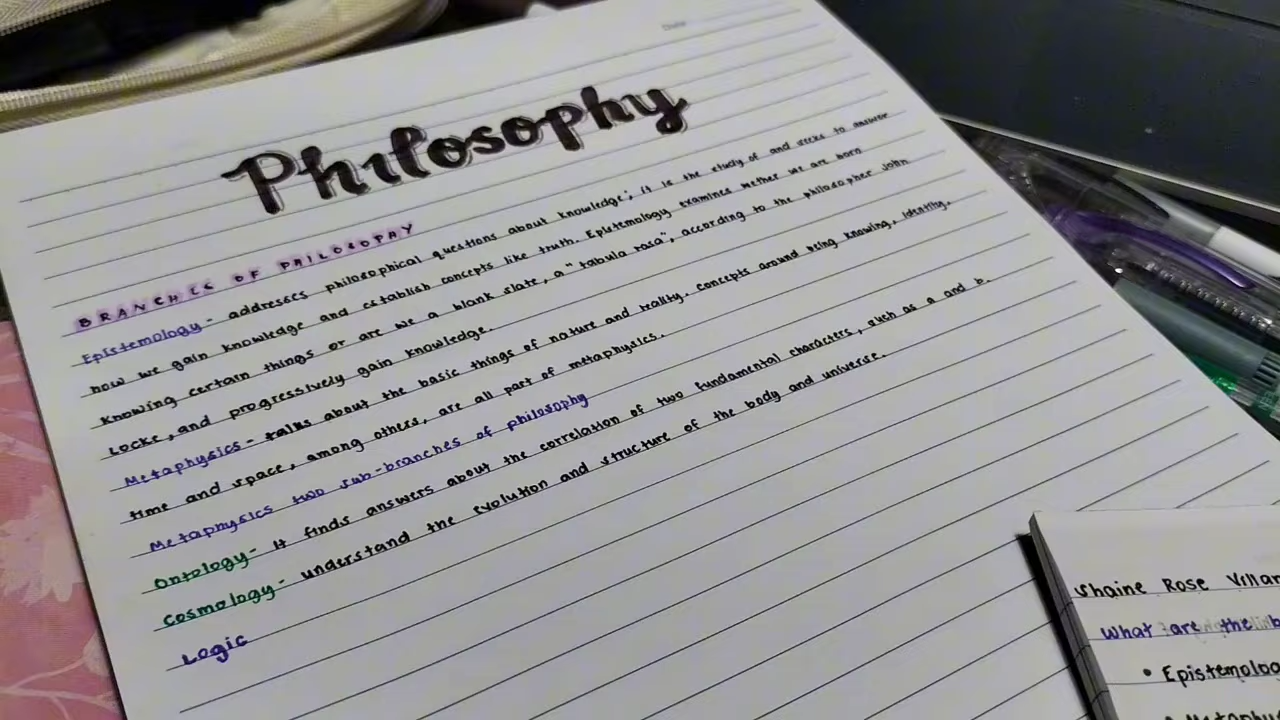 Date
Philosophy
BRANCHES OF PHILOSOPHY
Epistemology - addresses philosophical questions about knowledge; it is the study of and seeks to answer
how we gain knowledge and establish concepts like truth. Epistemology examines wether we are born
knowing certain things or are we a blank slate, a "tabula rasa", according to the philosopher john
locke, and progressively gain knowledge.
Metaphysics - talks about the basic things of nature and reality. concepts around being knowing, identity,
time and space, among others, are all part of metaphysics.
Metaphysics two sub-branches of philosophy
Ontology - it finds answers about the correlation of two fundamental characters, such as a and b.
Cosmology - understand the evolution and structure of the body and universe.
Logic
Shaine Rose Villar
What are the b
• Epistemolog
• Metaphys